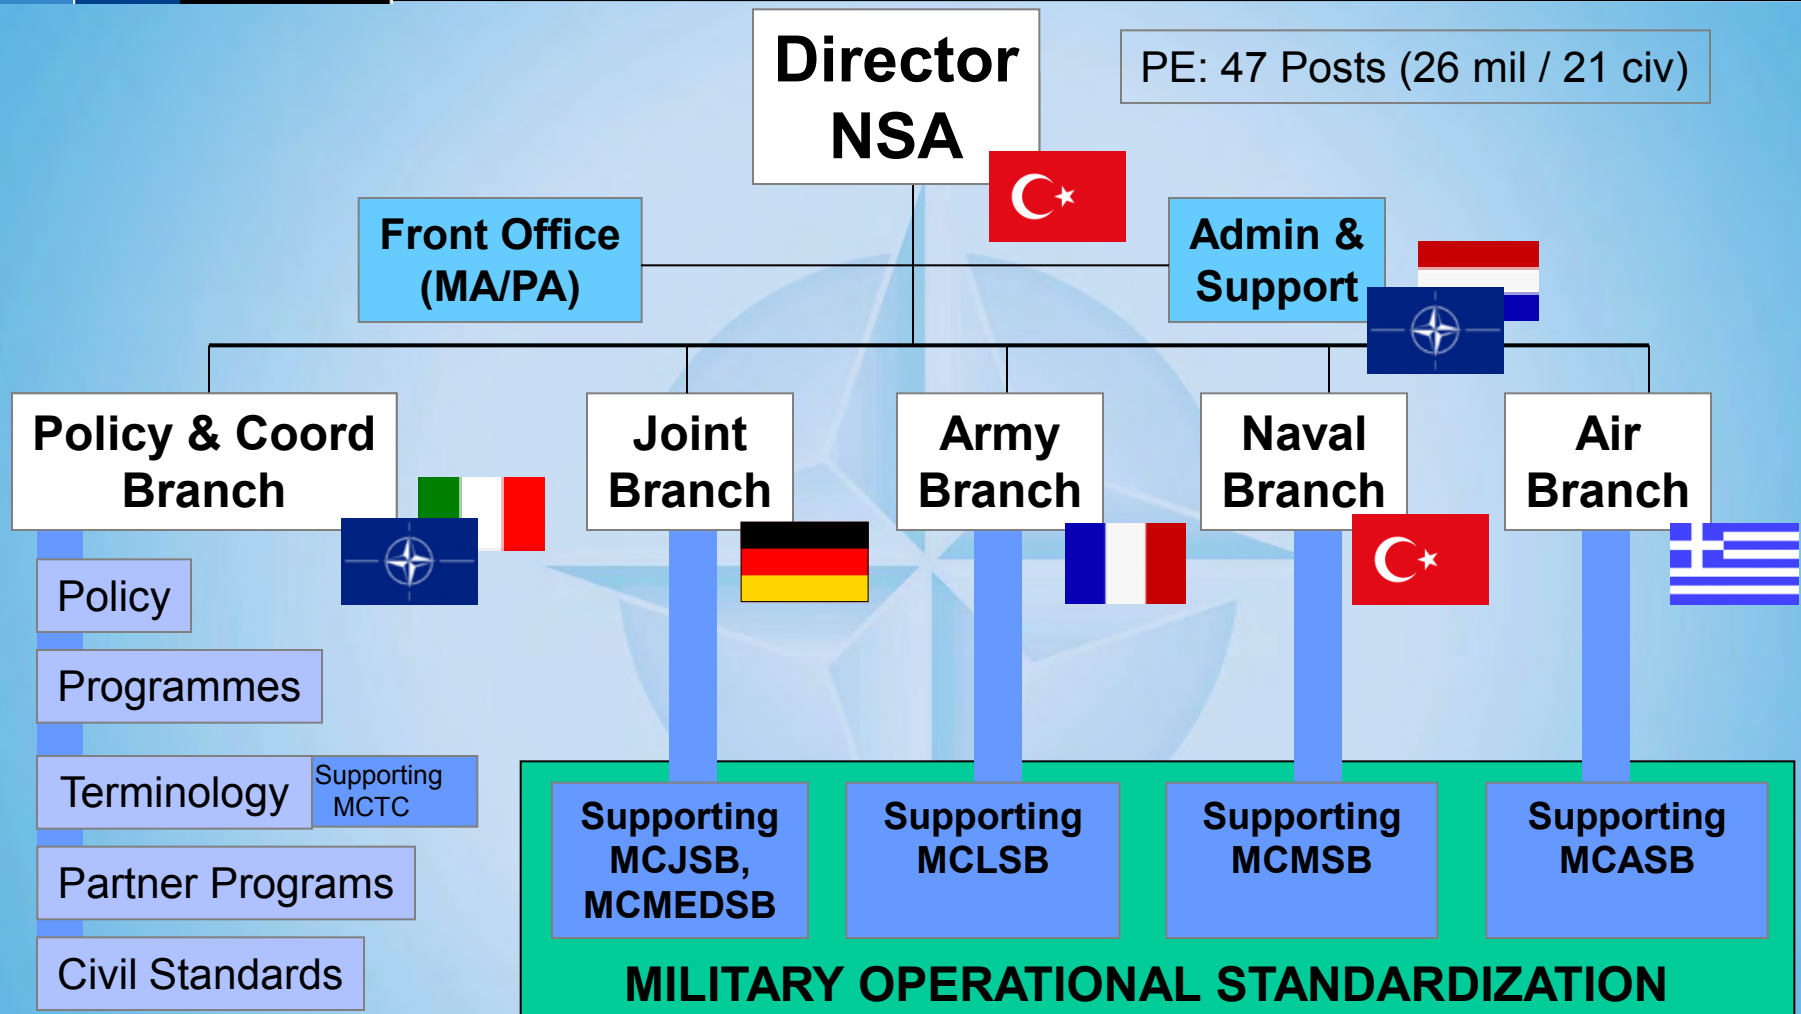 Director
NSA
PE: 47 Posts (26 mil / 21 civ)
Front Office
(MA/PA)
Admin &
Support
Policy & Coord
Branch
Joint
Branch
Army
Branch
Naval
Branch
Air
Branch
Policy
Programmes
Terminology
Supporting
MCTC
Partner Programs
Civil Standards
Supporting
MCJSB,
MCMEDSB
Supporting
MCLSB
Supporting
MCMSB
Supporting
MCASB
MILITARY OPERATIONAL STANDARDIZATION